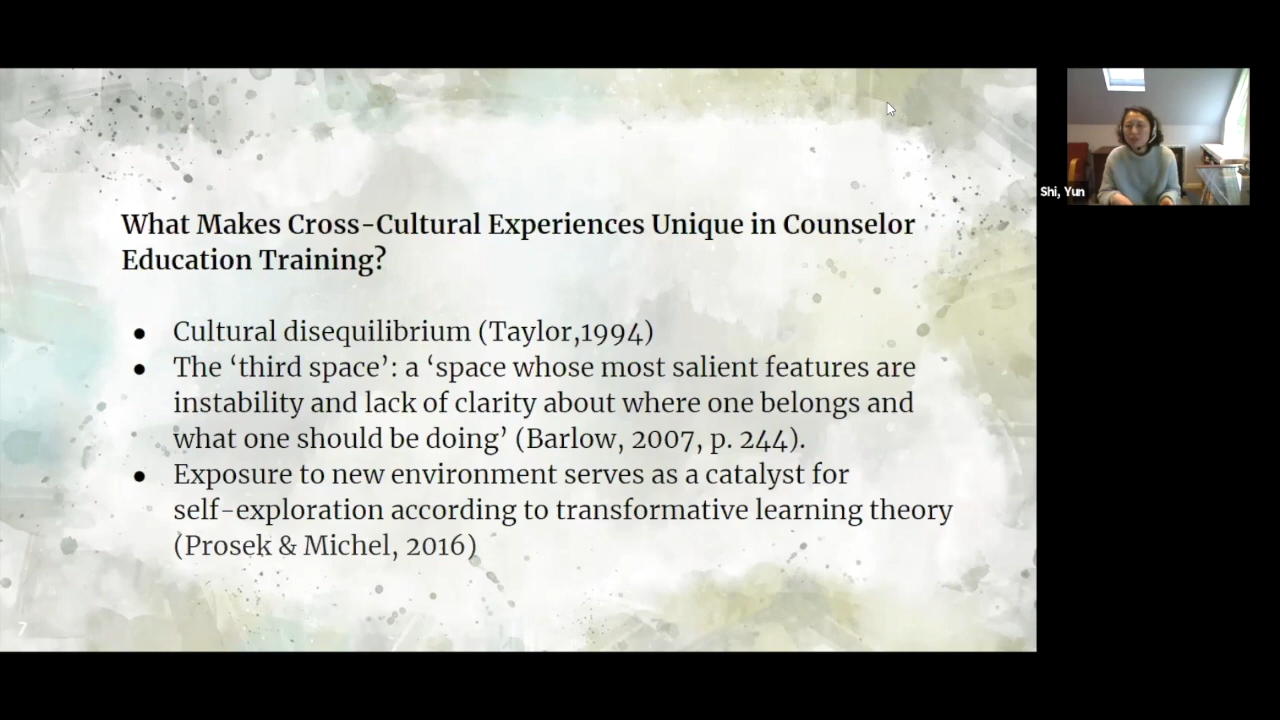 What Makes Cross-Cultural Experiences Unique in Counselor
Education Training?
● Cultural disequilibrium (Taylor,1994)
● The ‘third space’: a ‘space whose most salient features are
instability and lack of clarity about where one belongs and
what one should be doing’ (Barlow, 2007, p. 244).
● Exposure to new environment serves as a catalyst for
self-exploration according to transformative learning theory
(Prosek & Michel, 2016)
7
Shi, Yun